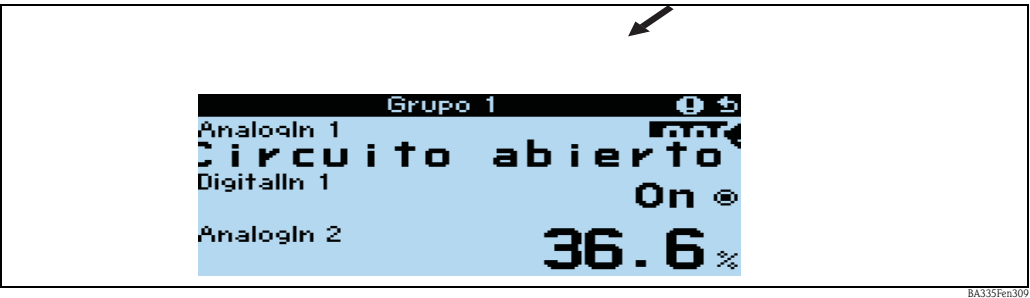 Grupo 1
AnalogIn 1
Circuito abierto
DigitalIn 1
On
AnalogIn 2
36.6 %
BA335Fen309